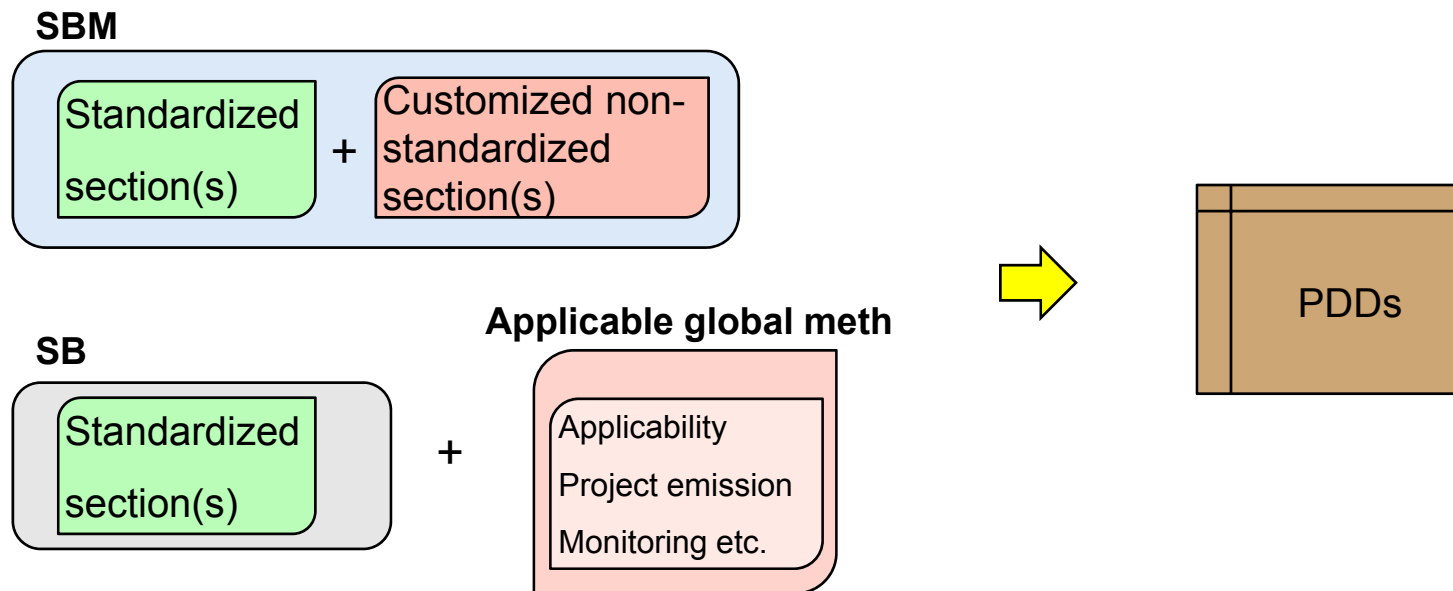 SBM
Standardized
section(s)
+
Customized non-
standardized
section(s)
PDDs
Applicable global meth
SB
Standardized
section(s)
+
Applicability
Project emission
Monitoring etc.